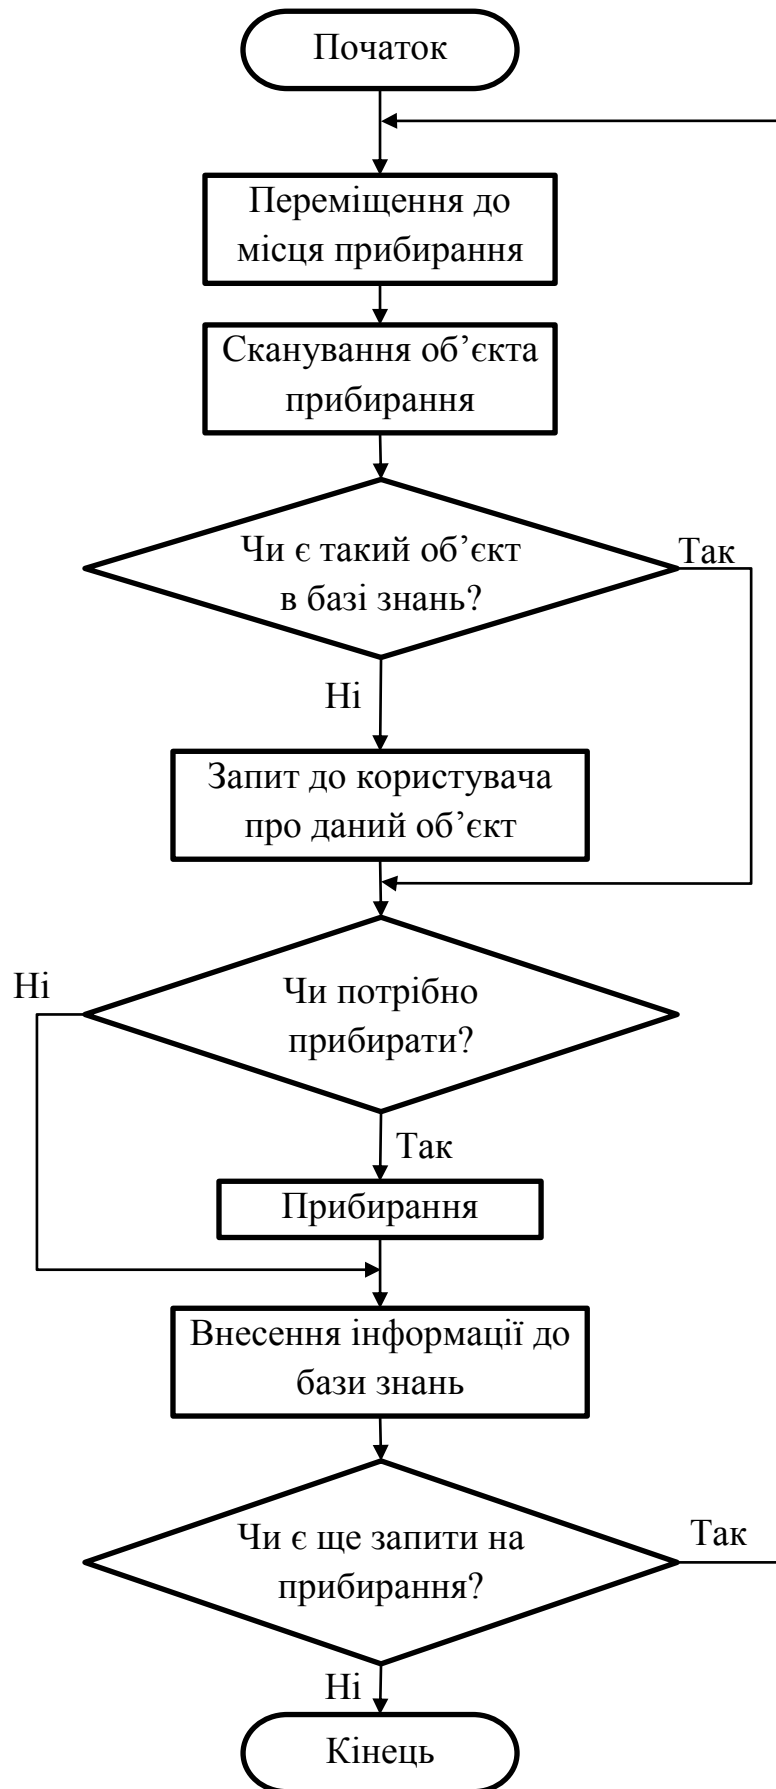 Початок
Переміщення до
місця прибирання
Сканування об’єкта
прибирання
Чи є такий об’єкт
в базі знань?
Так
Ні
Запит до користувача
про даний об’єкт
Ні
Чи потрібно
прибирати?
Так
Прибирання
Внесення інформації до
бази знань
Чи є ще запити на
прибирання?
Так
Ні
Кінець